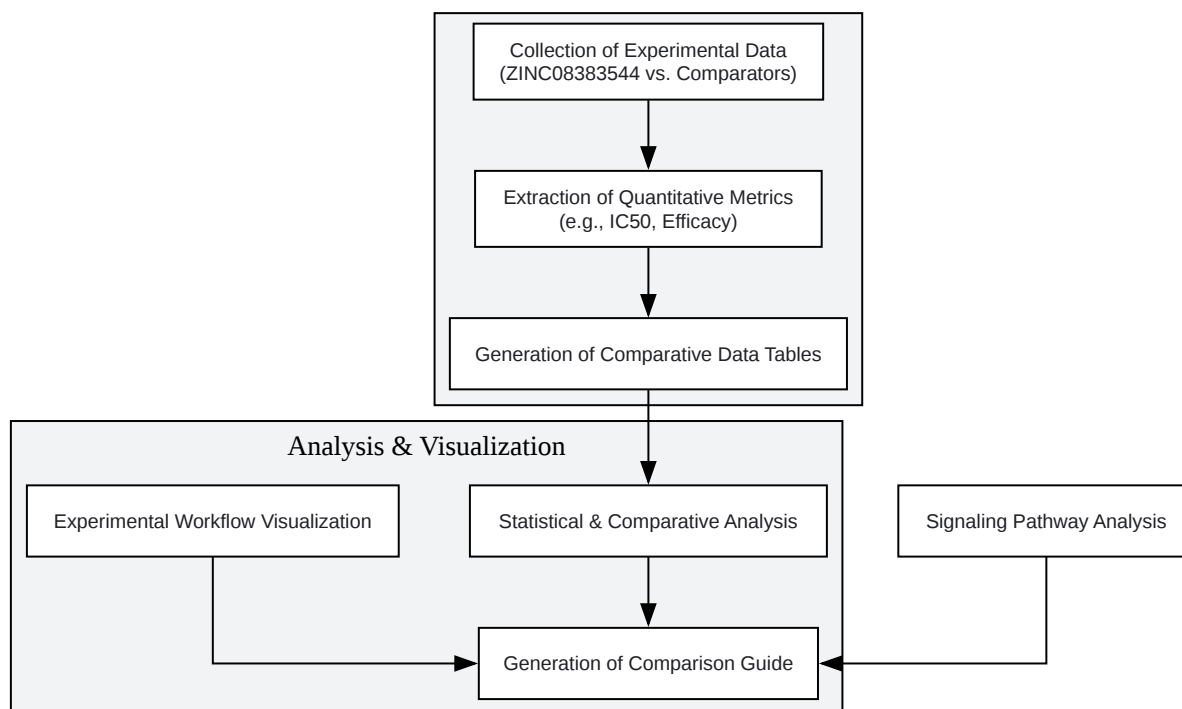 Collection of Experimental Data
(ZINC08383544 vs. Comparators)
Extraction of Quantitative Metrics
(e.g., IC50, Efficacy)
Generation of Comparative Data Tables
Analysis & Visualization
Experimental Workflow Visualization
Statistical & Comparative Analysis
Signaling Pathway Analysis
Generation of Comparison Guide